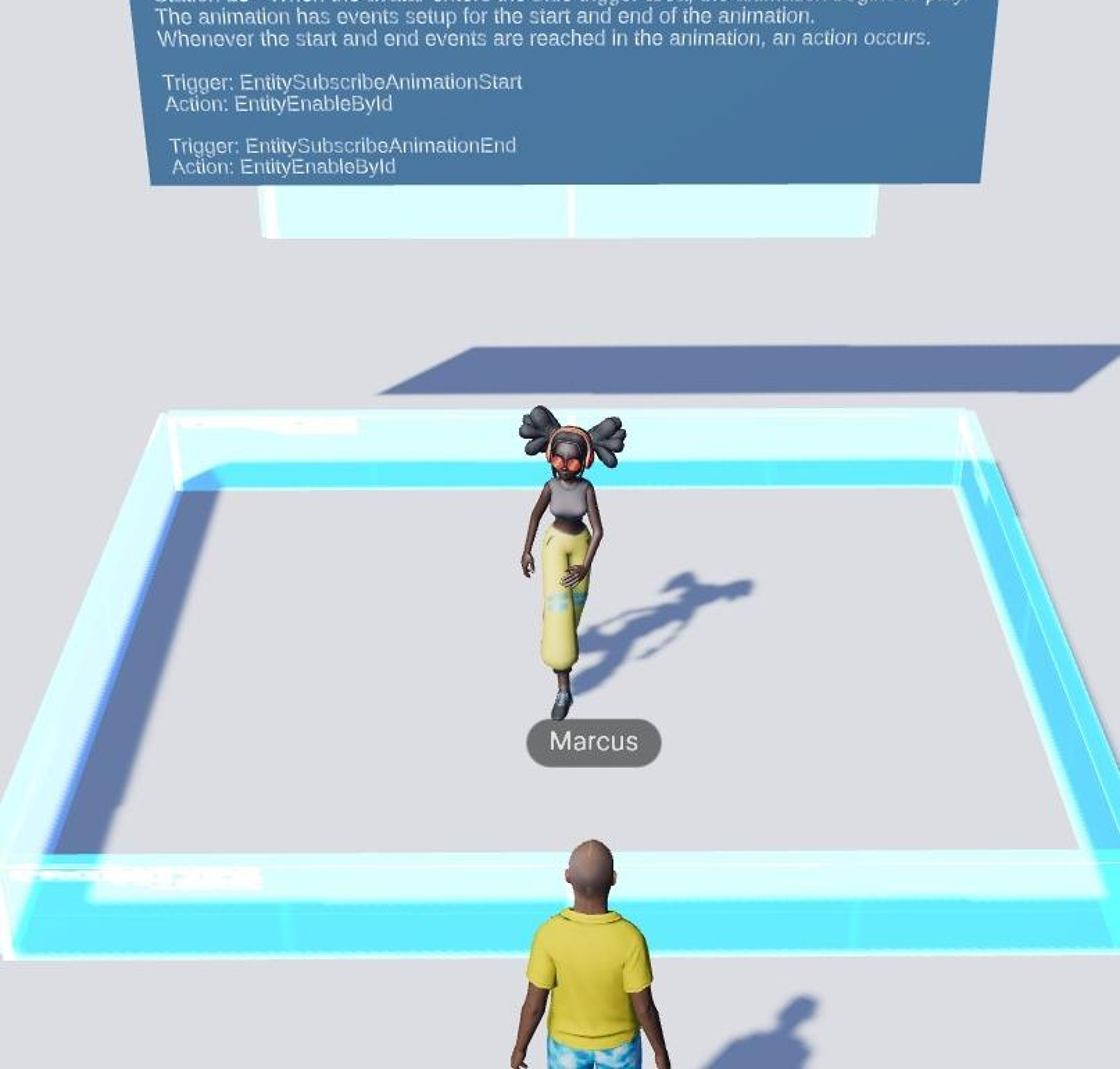 The animation has events setup for the start and end of the animation.
Whenever the start and end events are reached in the animation, an action occurs.
Trigger: EntitySubscribeAnimationStart
Action: EntityEnableById
Trigger: EntitySubscribeAnimationEnd
Action: EntityEnableById
Marcus